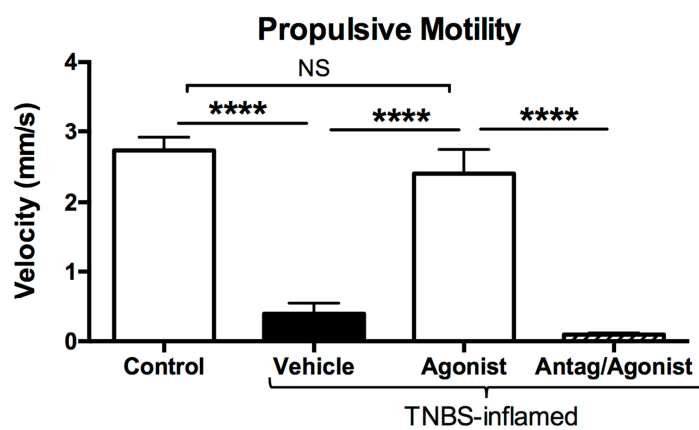 Propulsive Motility
NS
**** **** ****
Velocity (mm/s)
4
3
2
1
0
Control Vehicle Agonist Antag/Agonist
TNBS-inflamed